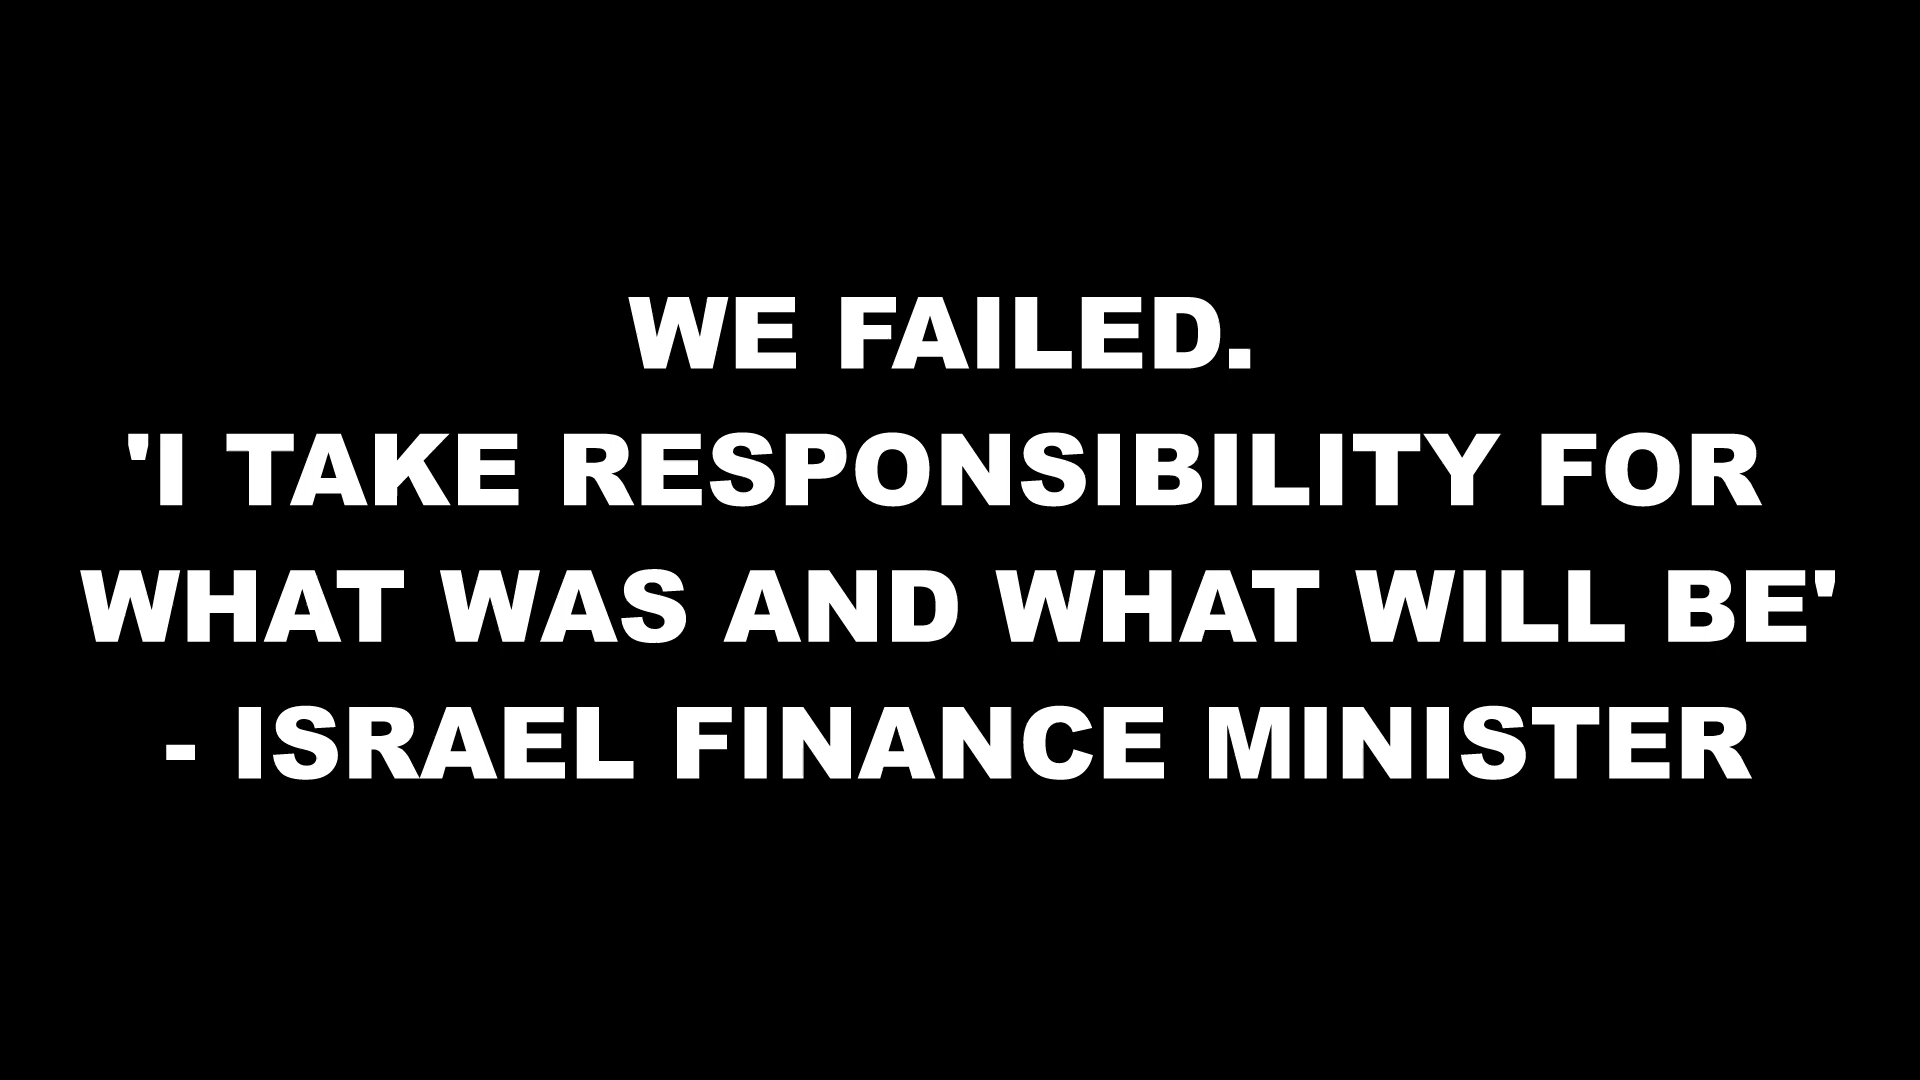 WE FAILED.
'I TAKE RESPONSIBILITY FOR
WHAT WAS AND WHAT WILL BE'
- ISRAEL FINANCE MINISTER